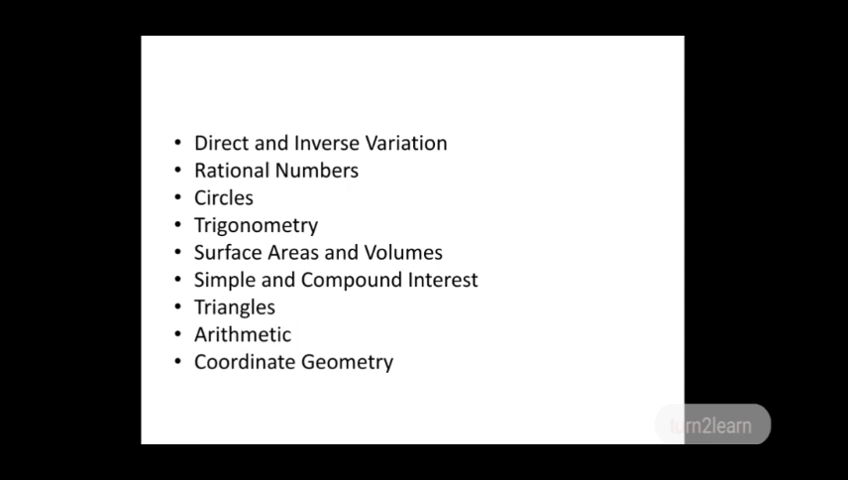 • Direct and Inverse Variation
• Rational Numbers
• Circles
• Trigonometry
• Surface Areas and Volumes
• Simple and Compound Interest
• Triangles
• Arithmetic
• Coordinate Geometry
turn2learn